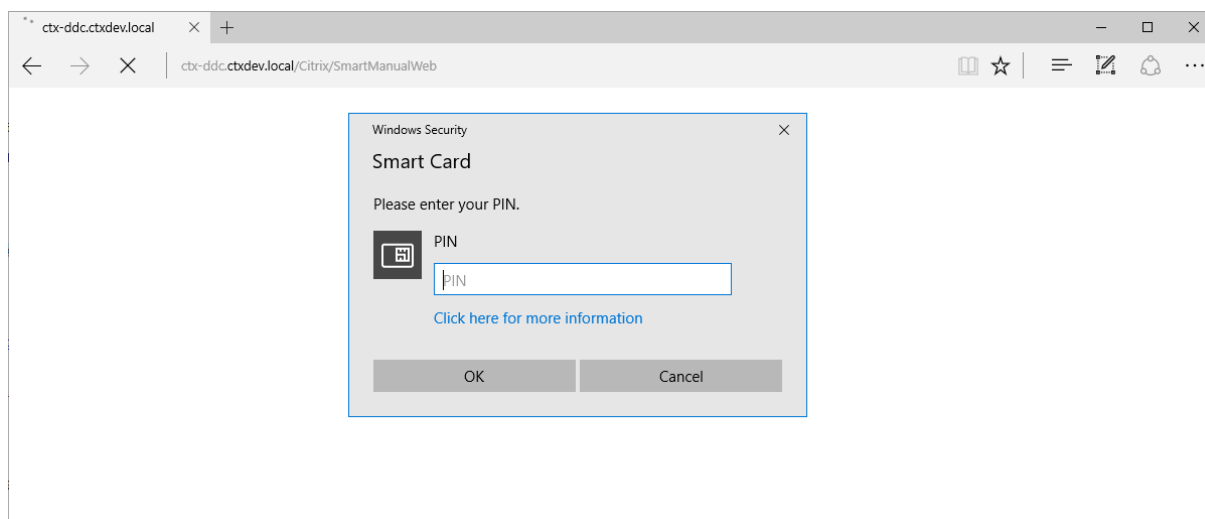 ctx-ddc.ctxdev.local
ctx-ddc.ctxdev.local/Citrix/SmartManualWeb
Windows Security
Smart Card
Please enter your PIN.
PIN
PIN
Click here for more information
OK Cancel